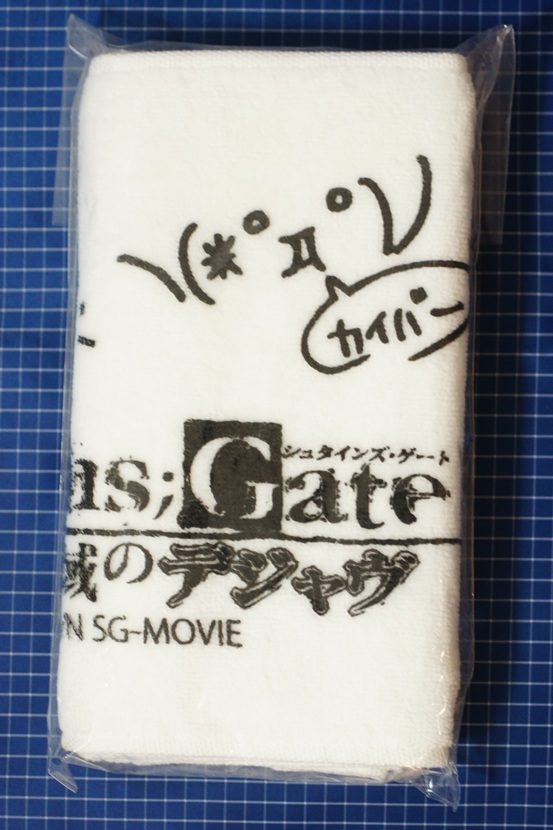 \(*ﾟДﾟ)/
カイバー
ns;Gate
シュタインズ・ゲート
域のデジャヴ
N SG-MOVIE